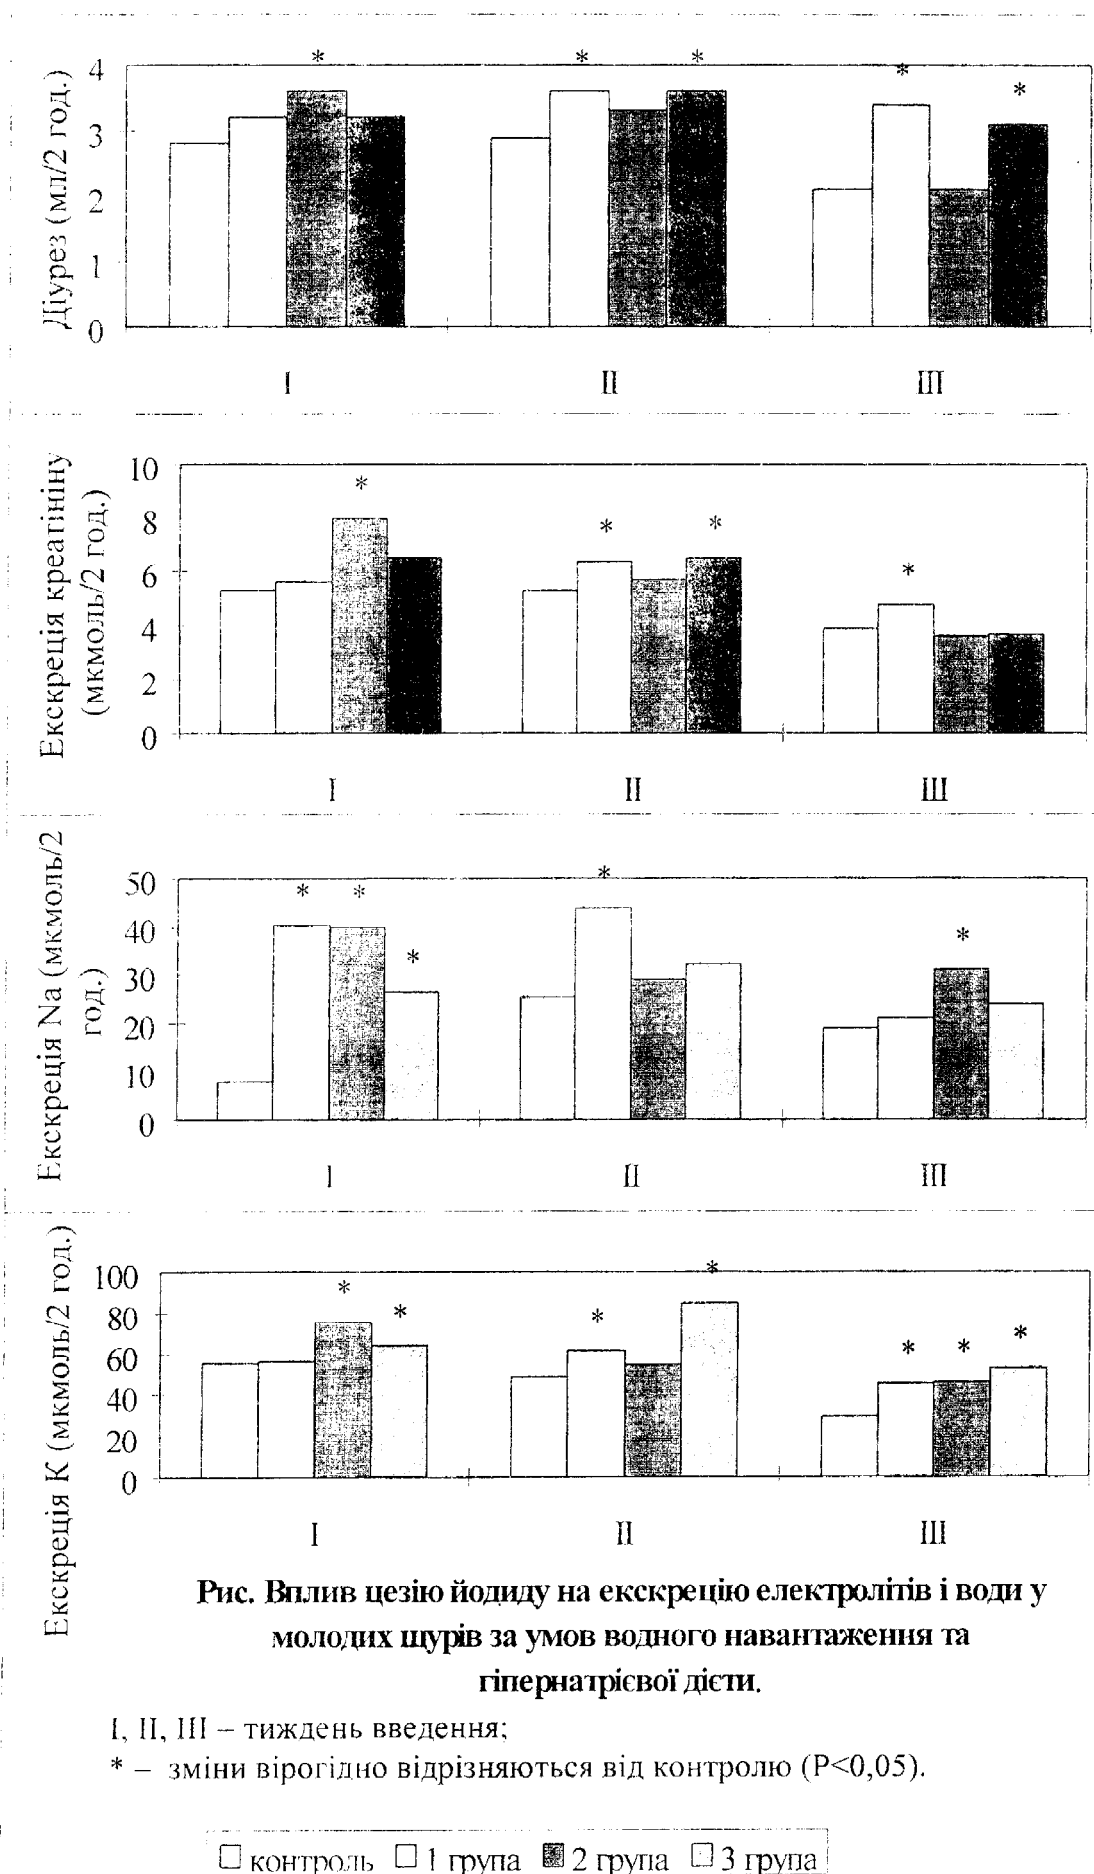 *
*
*
*
*
Діурез (мл/2 год.)
4
3
2
1
0
I
II
III
Екскреція креатініну
(мкмоль/2 год.)
10
8
6
4
2
0
*
*
*
*
I
II
III
Екскреція Na (мкмоль/2
год.)
50
40
30
20
10
0
*
*
*
*
*
I
II
III
Екскреція K (мкмоль/2 год.)
100
80
60
40
20
0
*
*
*
*
*
*
*
I
II
III
Рис. Вплив цезію йодиду на екскрецію електролітів і води у
молодих щурів за умов водного навантаження та
гіпернатрієвої дієти.
I, II, III – тиждень введення;
* – зміни вірогідно відрізняються від контролю (P<0,05).
контроль 1 група 2 група 3 група